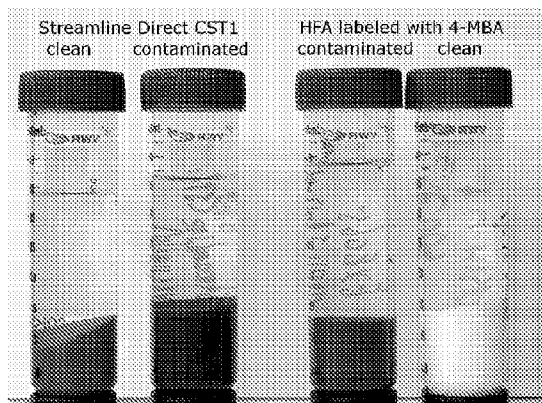 Streamline Direct CST1
clean contaminated
HFA labeled with 4-MBA
contaminated clean